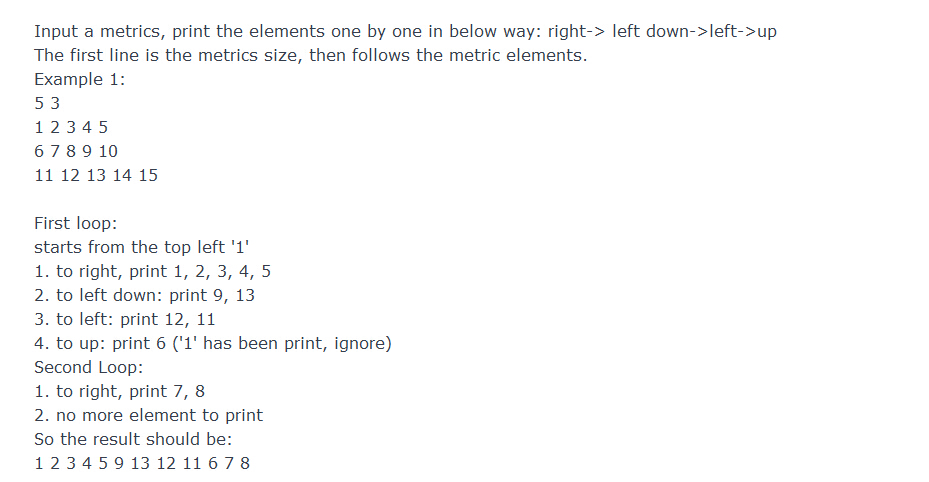 Input a metrics, print the elements one by one in below way: right-> left down->left->up
The first line is the metrics size, then follows the metric elements.
Example 1:
5 3
1 2 3 4 5
6 7 8 9 10
11 12 13 14 15
First loop:
starts from the top left '1'
1. to right, print 1, 2, 3, 4, 5
2. to left down: print 9, 13
3. to left: print 12, 11
4. to up: print 6 ('1' has been print, ignore)
Second Loop:
1. to right, print 7, 8
2. no more element to print
So the result should be:
1 2 3 4 5 9 13 12 11 6 7 8